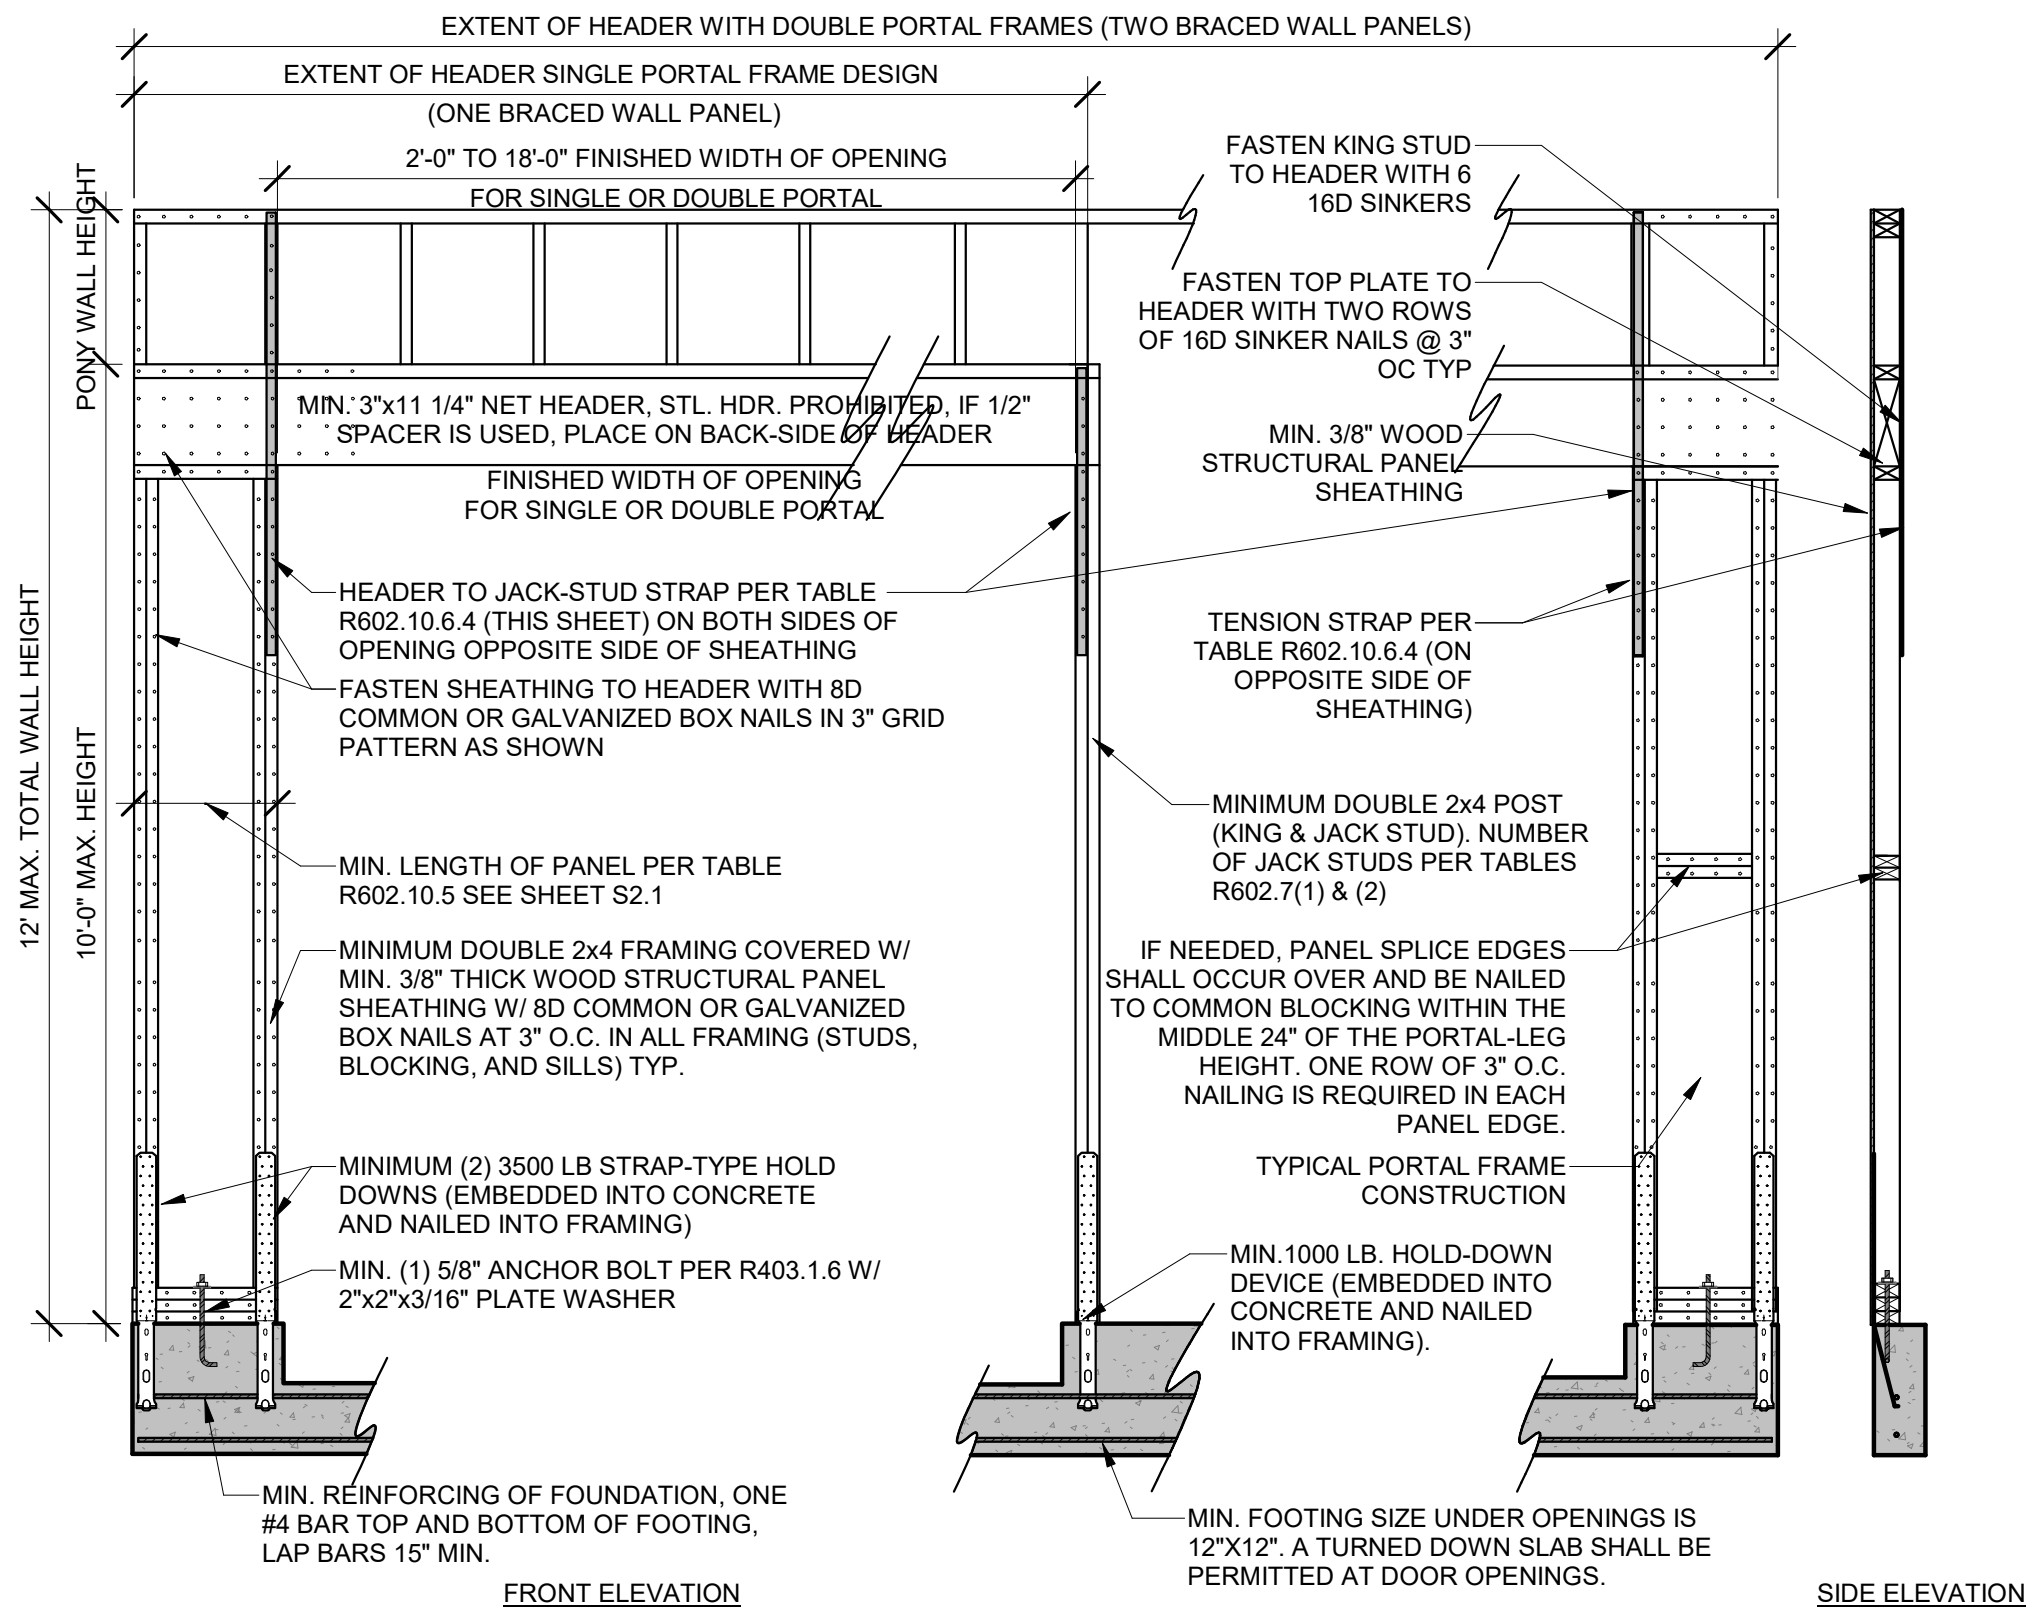 EXTENT OF HEADER WITH DOUBLE PORTAL FRAMES (TWO BRACED WALL PANELS)
EXTENT OF HEADER SINGLE PORTAL FRAME DESIGN
(ONE BRACED WALL PANEL)
2'-0" TO 18'-0" FINISHED WIDTH OF OPENING
FOR SINGLE OR DOUBLE PORTAL
PONY WALL HEIGHT
12' MAX. TOTAL WALL HEIGHT
10'-0" MAX. HEIGHT
FASTEN KING STUD
TO HEADER WITH 6
16D SINKERS
FASTEN TOP PLATE TO
HEADER WITH TWO ROWS
OF 16D SINKER NAILS @ 3"
OC TYP
MIN. 3"x11 1/4" NET HEADER, STL. HDR. PROHIBITED, IF 1/2"
SPACER IS USED, PLACE ON BACK-SIDE OF HEADER
FINISHED WIDTH OF OPENING
FOR SINGLE OR DOUBLE PORTAL
MIN. 3/8" WOOD
STRUCTURAL PANEL
SHEATHING
HEADER TO JACK-STUD STRAP PER TABLE
R602.10.6.4 (THIS SHEET) ON BOTH SIDES OF
OPENING OPPOSITE SIDE OF SHEATHING
TENSION STRAP PER
TABLE R602.10.6.4 (ON
OPPOSITE SIDE OF
SHEATHING)
FASTEN SHEATHING TO HEADER WITH 8D
COMMON OR GALVANIZED BOX NAILS IN 3" GRID
PATTERN AS SHOWN
MINIMUM DOUBLE 2x4 POST
(KING & JACK STUD). NUMBER
OF JACK STUDS PER TABLES
R602.7(1) & (2)
MIN. LENGTH OF PANEL PER TABLE
R602.10.5 SEE SHEET S2.1
MINIMUM DOUBLE 2x4 FRAMING COVERED W/
MIN. 3/8" THICK WOOD STRUCTURAL PANEL
SHEATHING W/ 8D COMMON OR GALVANIZED
BOX NAILS AT 3" O.C. IN ALL FRAMING (STUDS,
BLOCKING, AND SILLS) TYP.
IF NEEDED, PANEL SPLICE EDGES
SHALL OCCUR OVER AND BE NAILED
TO COMMON BLOCKING WITHIN THE
MIDDLE 24" OF THE PORTAL-LEG
HEIGHT. ONE ROW OF 3" O.C.
NAILING IS REQUIRED IN EACH
PANEL EDGE.
MINIMUM (2) 3500 LB STRAP-TYPE HOLD
DOWNS (EMBEDDED INTO CONCRETE
AND NAILED INTO FRAMING)
TYPICAL PORTAL FRAME
CONSTRUCTION
MIN. (1) 5/8" ANCHOR BOLT PER R403.1.6 W/
2"x2"x3/16" PLATE WASHER
MIN.1000 LB. HOLD-DOWN
DEVICE (EMBEDDED INTO
CONCRETE AND NAILED
INTO FRAMING).
MIN. REINFORCING OF FOUNDATION, ONE
#4 BAR TOP AND BOTTOM OF FOOTING,
LAP BARS 15" MIN.
MIN. FOOTING SIZE UNDER OPENINGS IS
12"X12". A TURNED DOWN SLAB SHALL BE
PERMITTED AT DOOR OPENINGS.
FRONT ELEVATION
SIDE ELEVATION